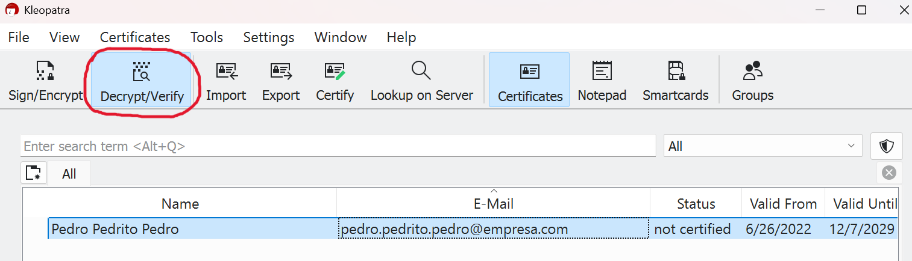 Kleopatra
File View Certificates Tools Settings Window Help
Sign/Encrypt Decrypt/Verify Import Export Certify Lookup on Server Certificates Notepad Smartcards Groups
Enter search term <Alt+Q> All
All
Name E-Mail Status Valid From Valid Until
Pedro Pedrito Pedro pedro.pedrito.pedro@empresa.com not certified 6/26/2022 12/7/2029